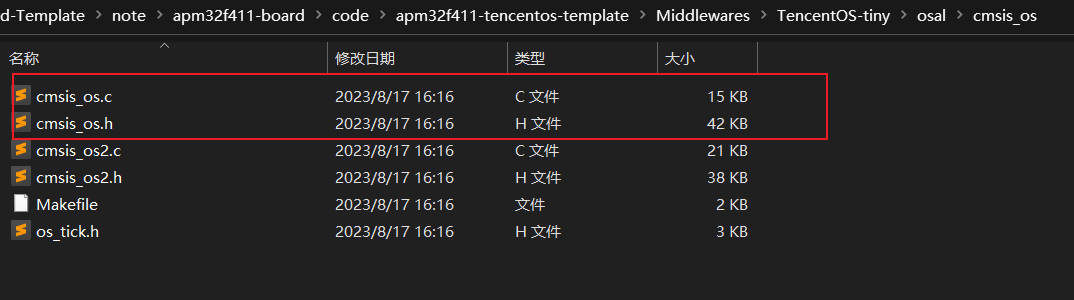 d-Template > note > apm32f411-board > code > apm32f411-tencentos-template > Middlewares > TencentOS-tiny > osal > cmsis_os
名称 修改日期 类型 大小
cmsis_os.c 2023/8/17 16:16 C 文件 15 KB
cmsis_os.h 2023/8/17 16:16 H 文件 42 KB
cmsis_os2.c 2023/8/17 16:16 C 文件 21 KB
cmsis_os2.h 2023/8/17 16:16 H 文件 38 KB
Makefile 2023/8/17 16:16 文件 2 KB
os_tick.h 2023/8/17 16:16 H 文件 3 KB